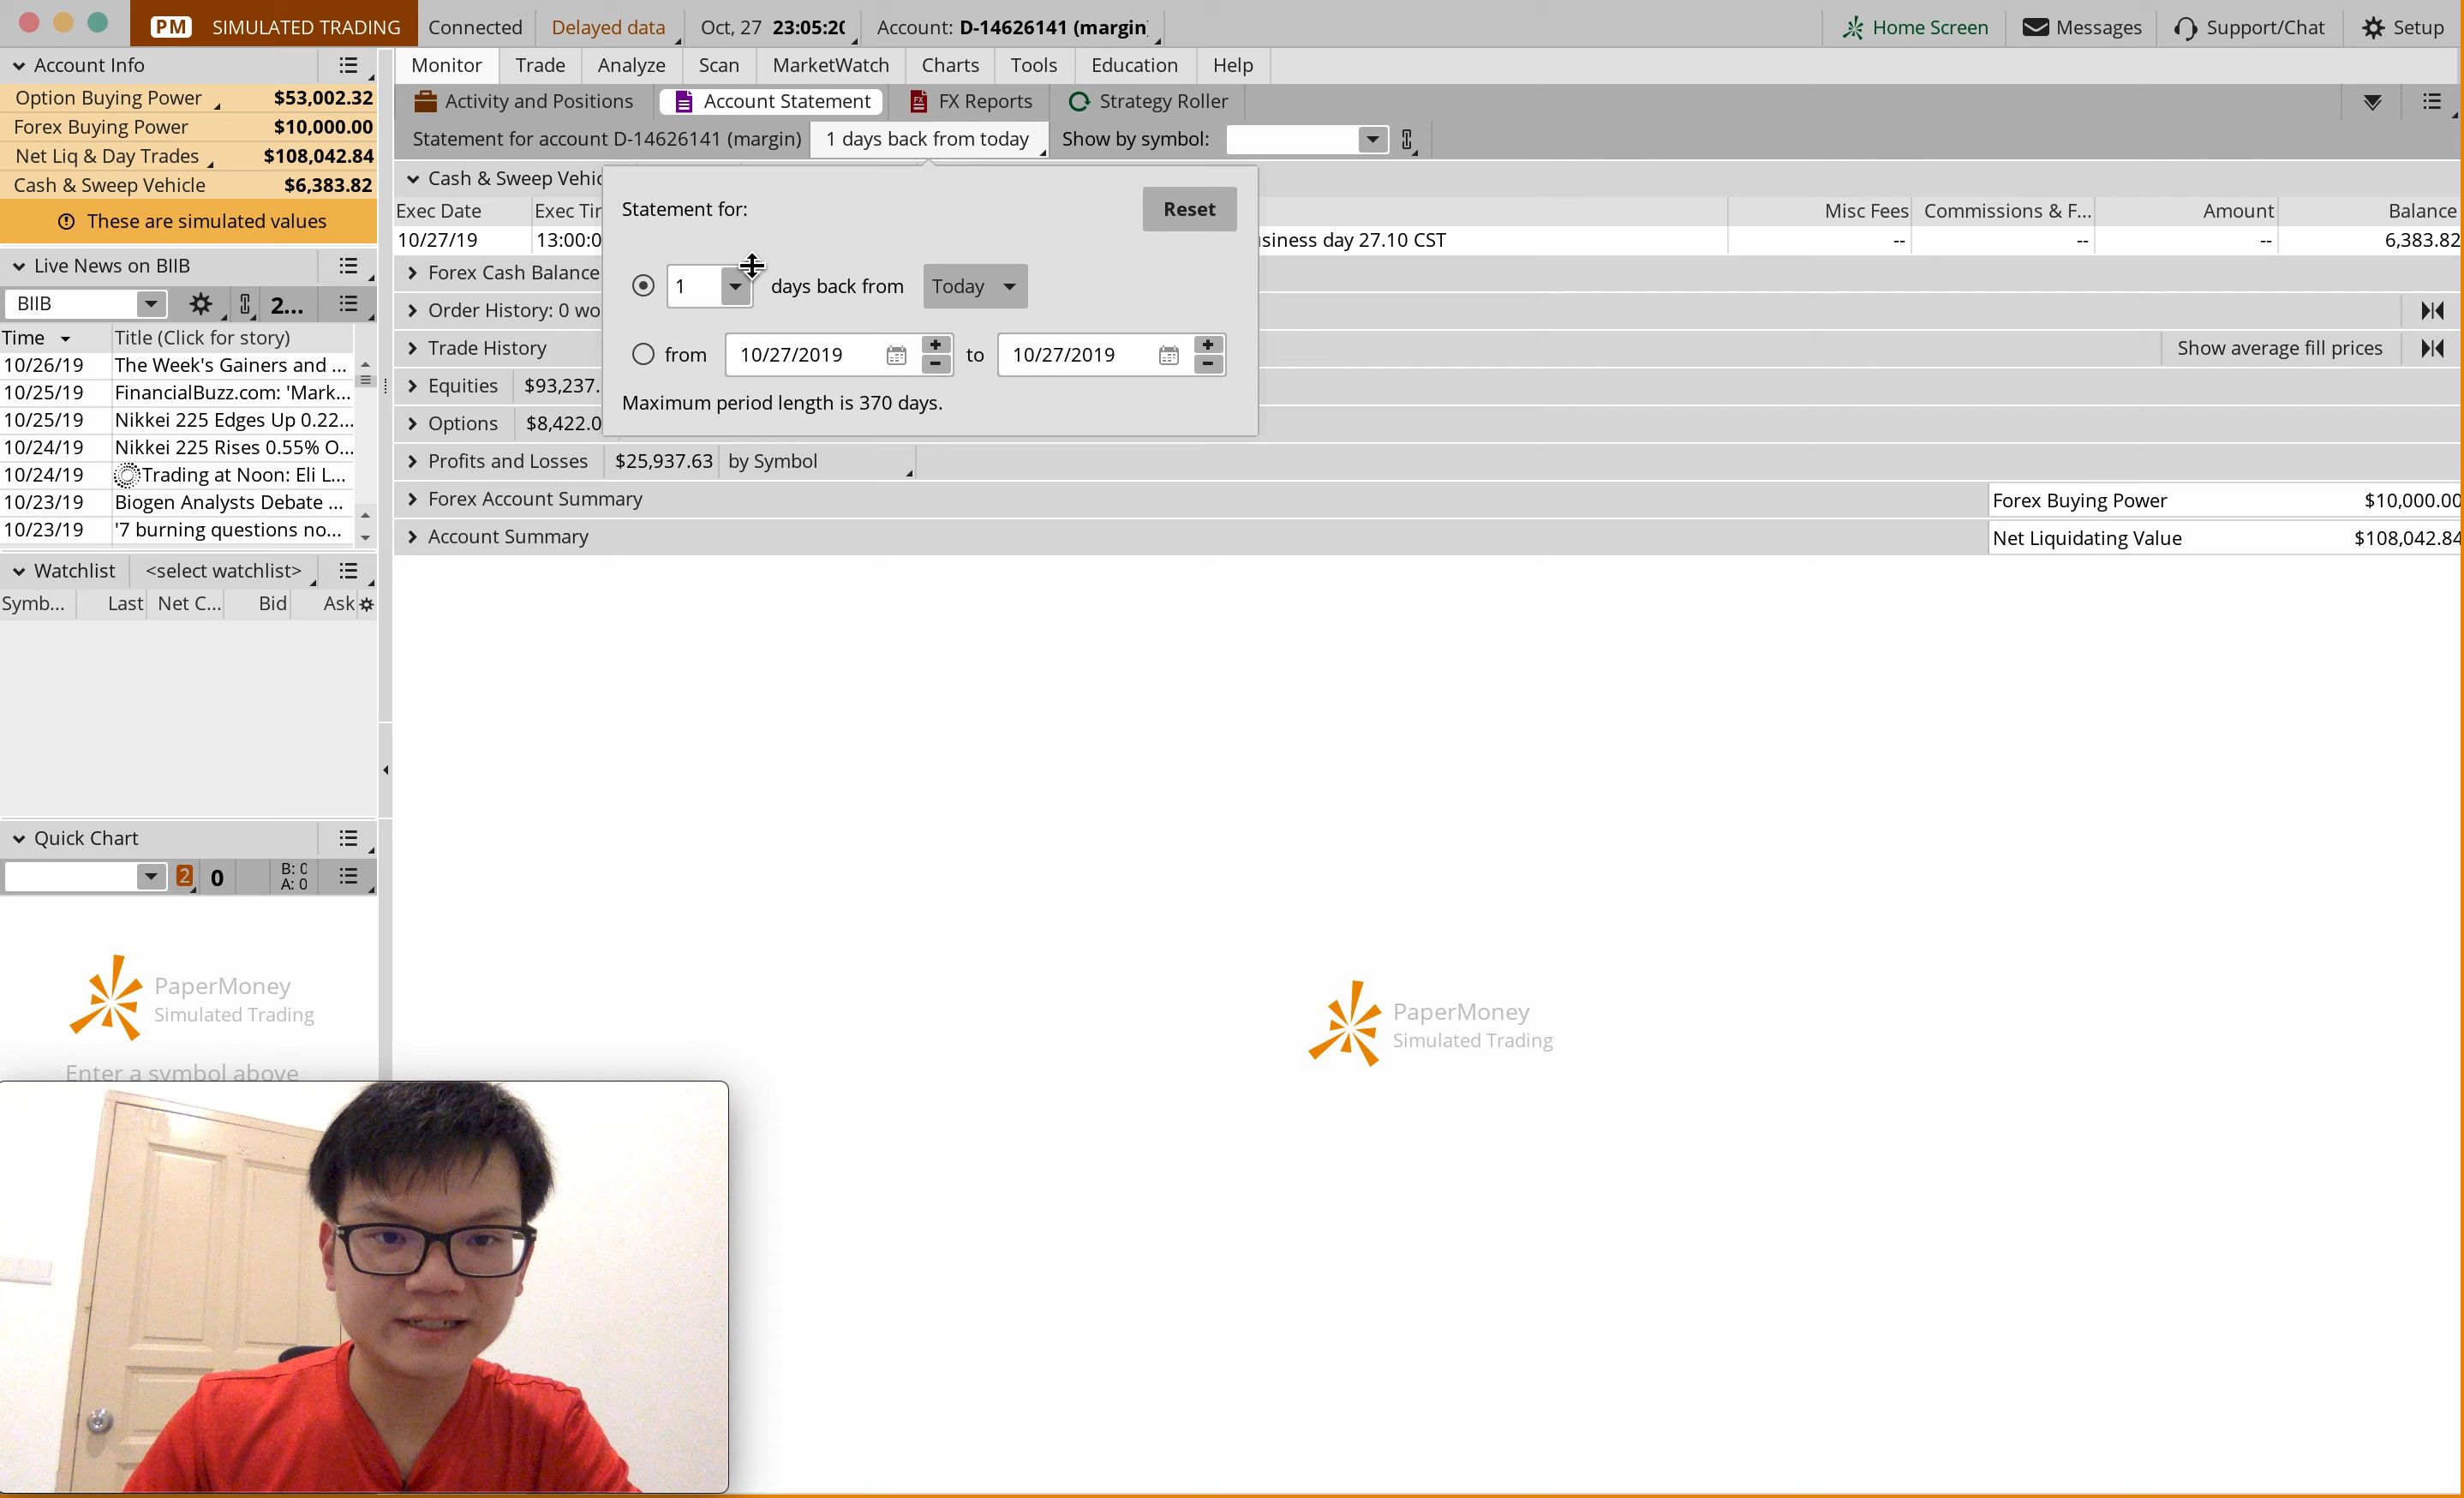 PM SIMULATED TRADING Connected Delayed data Oct, 27 23:05:20 Account: D-14626141 (margin Home Screen Messages Support/Chat Setup
Account Info
Option Buying Power $53,002.32
Forex Buying Power $10,000.00
Net Liq & Day Trades $108,042.84
Cash & Sweep Vehicle $6,383.82
These are simulated values
Live News on BIIB
BIIB 2...
Time Title (Click for story)
10/26/19 The Week's Gainers and ...
10/25/19 FinancialBuzz.com: 'Mark...
10/25/19 Nikkei 225 Edges Up 0.22...
10/24/19 Nikkei 225 Rises 0.55% O...
10/24/19 Trading at Noon: Eli L...
10/23/19 Biogen Analysts Debate ...
10/23/19 '7 burning questions no...
Watchlist <select watchlist>
Symb... Last Net C... Bid Ask
Quick Chart
2 0 B: 0
A: 0
PaperMoney
Simulated Trading
Enter a symbol above
Monitor Trade Analyze Scan MarketWatch Charts Tools Education Help
Activity and Positions Account Statement FX FX Reports Strategy Roller
Statement for account D-14626141 (margin) 1 days back from today Show by symbol:
Cash & Sweep Vehic
Exec Date Exec Tir Misc Fees Commissions & F... Amount Balance
10/27/19 13:00:0 siness day 27.10 CST -- -- -- 6,383.82
Statement for: Reset
1 days back from Today
from 10/27/2019 to 10/27/2019
Maximum period length is 370 days.
Forex Cash Balance
Order History: 0 wo
Trade History Show average fill prices
Equities $93,237.
Options $8,422.0
Profits and Losses $25,937.63 by Symbol
Forex Account Summary Forex Buying Power $10,000.00
Account Summary Net Liquidating Value $108,042.84
PaperMoney
Simulated Trading